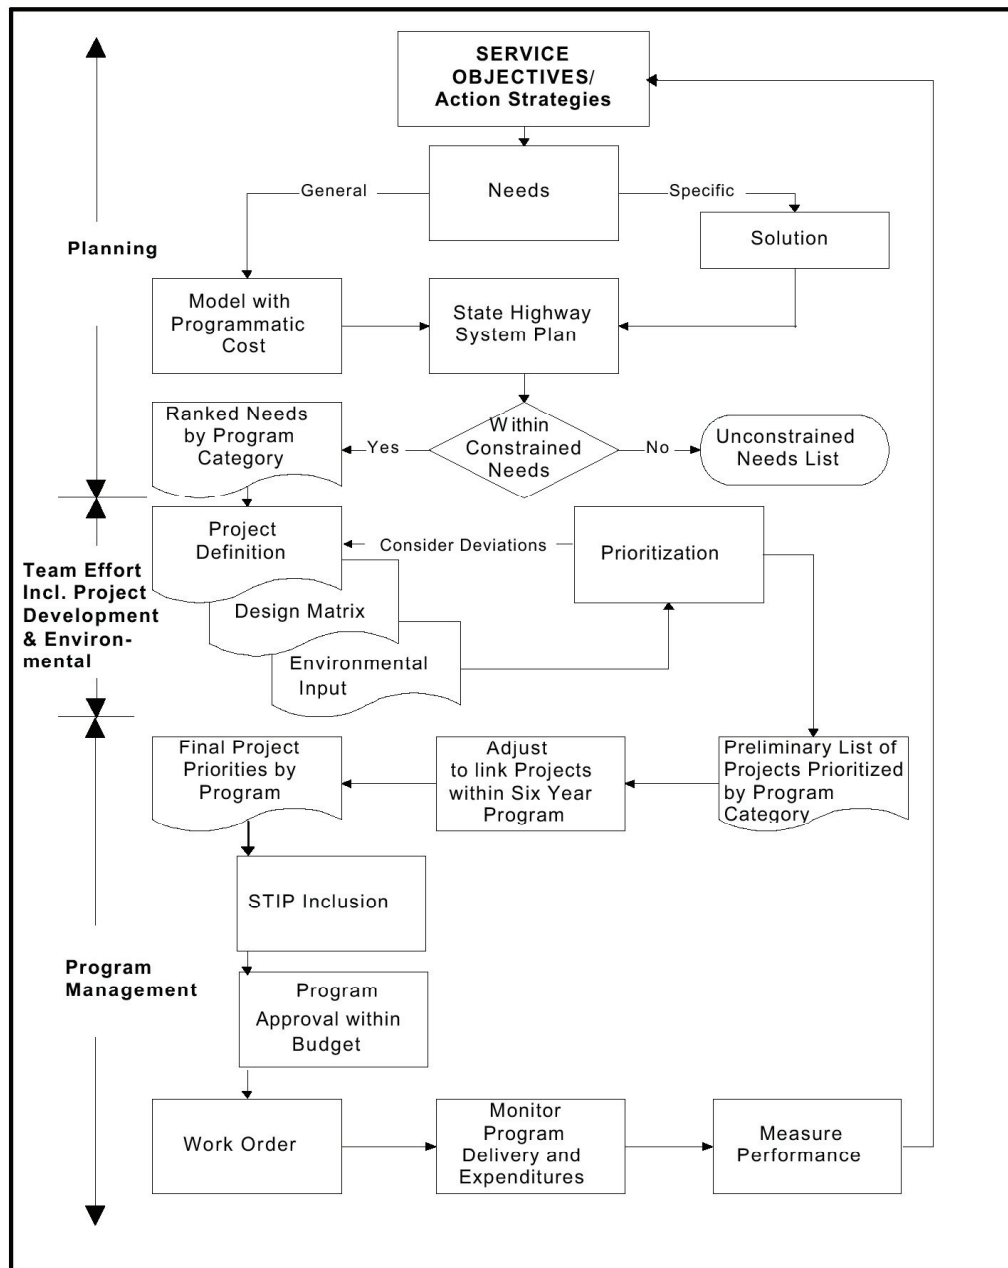 SERVICE
OBJECTIVES/
Action Strategies
Needs
General
Specific
Solution
Planning
Model with
Programmatic
Cost
State Highway
System Plan
Ranked Needs
by Program
Category
Yes
Within
Constrained
Needs
No
Unconstrained
Needs List
Project
Definition
Consider Deviations
Prioritization
Team Effort
Incl. Project
Development
& Environ-
mental
Design Matrix
Environmental
Input
Final Project
Priorities by
Program
Adjust
to link Projects
within Six Year
Program
Preliminary List of
Projects Prioritized
by Program
Category
STIP Inclusion
Program
Management
Program
Approval within
Budget
Work Order
Monitor
Program
Delivery and
Expenditures
Measure
Performance